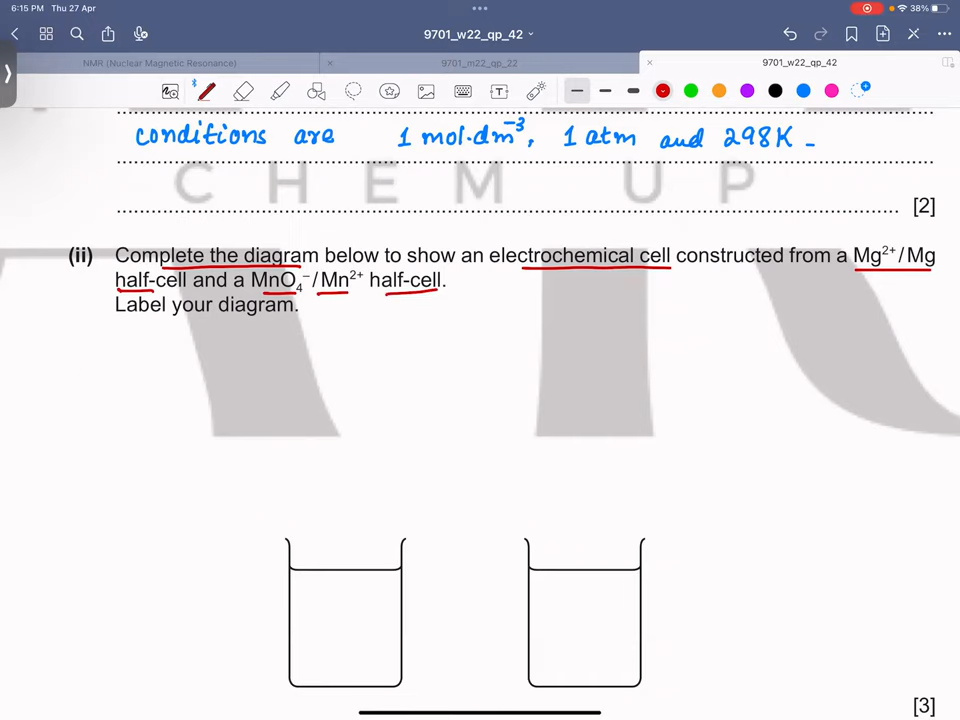 6:15 PM Thu 27 Apr
38%
9701_w22_qp_42
NMR (Nuclear Magnetic Resonance)
9701_m22_qp_22
9701_w22_qp_42
conditions are 1 mol.dm⁻³, 1 atm and 298K -
CHEM UP
[2]
(ii) Complete the diagram below to show an electrochemical cell constructed from a Mg²⁺/Mg
half-cell and a MnO₄⁻/Mn²⁺ half-cell.
Label your diagram.
[3]